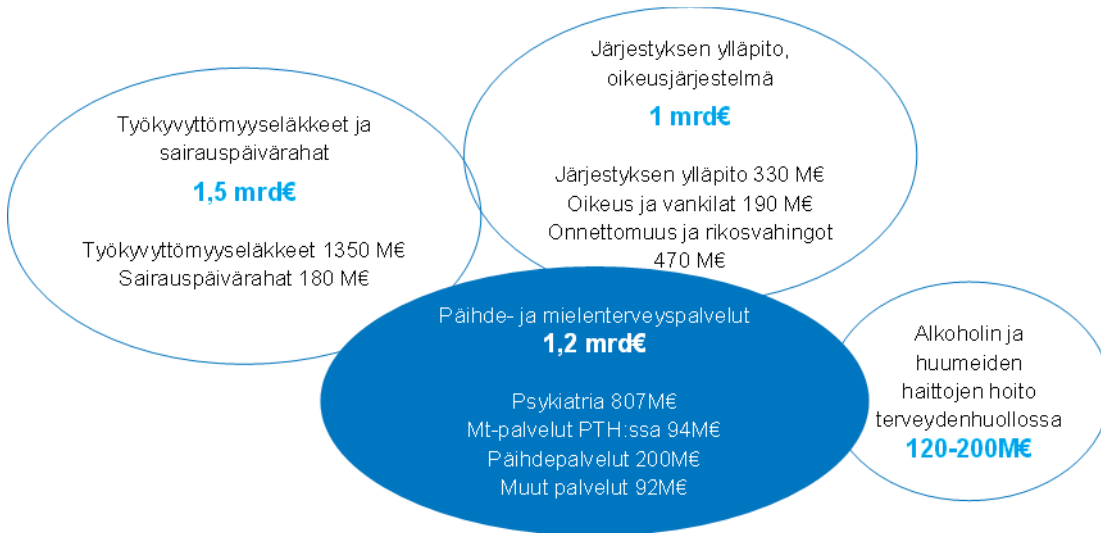 Työkyvyttömyyseläkkeet ja
sairauspäivärahat
1,5 mrd€
Työkyvyttömyyseläkkeet 1350 M€
Sairauspäivärahat 180 M€
Järjestyksen ylläpito,
oikeusjärjestelmä
1 mrd€
Järjestyksen ylläpito 330 M€
Oikeus ja vankilat 190 M€
Onnettomuus ja rikosvahingot
470 M€
Päihde- ja mielenterveyspalvelut
1,2 mrd€
Psykiatria 807M€
Mt-palvelut PTH:ssa 94M€
Päihdepalvelut 200M€
Muut palvelut 92M€
Alkoholin ja
huumeiden
haittojen hoito
terveydenhuollossa
120-200M€